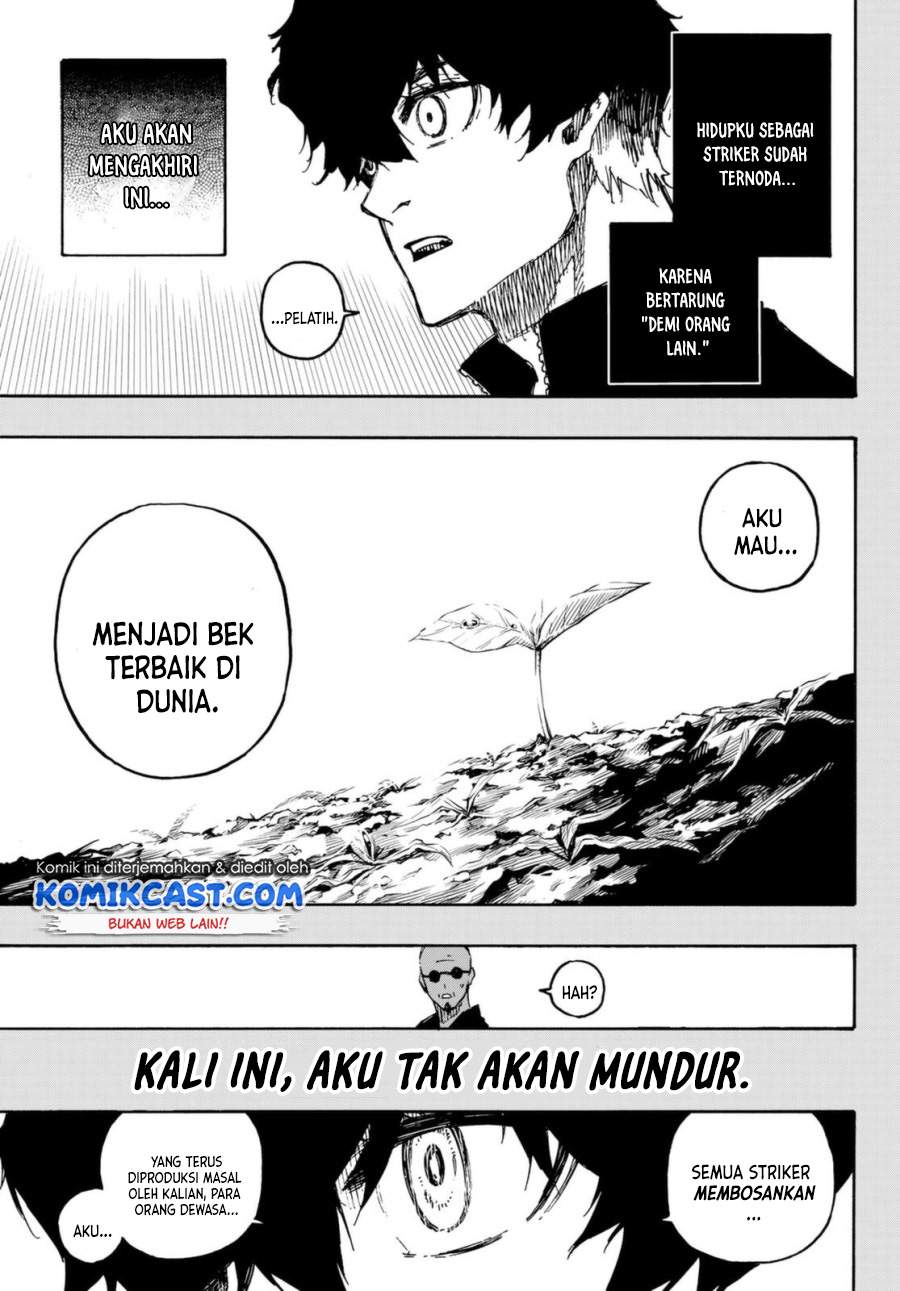 HIDUPKU SEBAGAI
STRIKER SUDAH
TERNODA...
KARENA
BERTARUNG
"DEMI ORANG
LAIN."
AKU AKAN
MENGAKHIRI
INI...
...PELATIH.
AKU
MAU...
MENJADI BEK
TERBAIK DI
DUNIA.
Komik ini diterjemahkan & diedit oleh
KOMIKCAST.COM
BUKAN WEB LAIN!!
HAH?
KALI INI, AKU TAK AKAN MUNDUR.
SEMUA STRIKER
MEMBOSANKAN
...
YANG TERUS
DIPRODUKSI MASAL
OLEH KALIAN, PARA
ORANG DEWASA...
AKU...